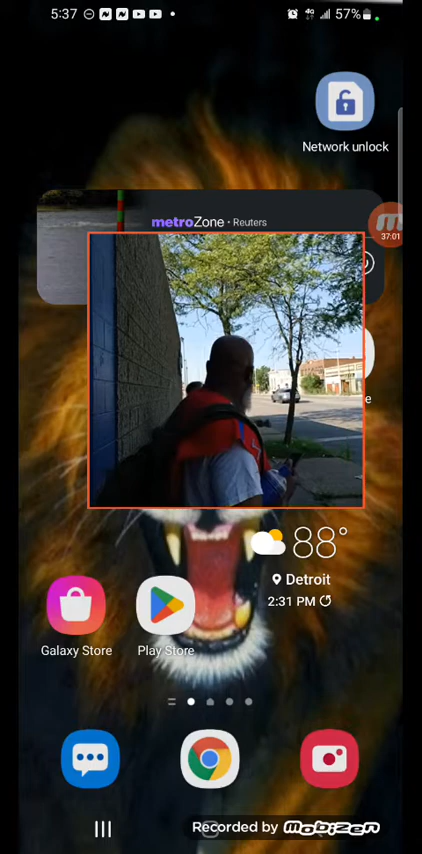 5:37
4G
57%
Network unlock
metroZone • Reuters
37:01
e
88°
Detroit
2:31 PM
Galaxy Store
Play Store
Recorded by MOBIZEN